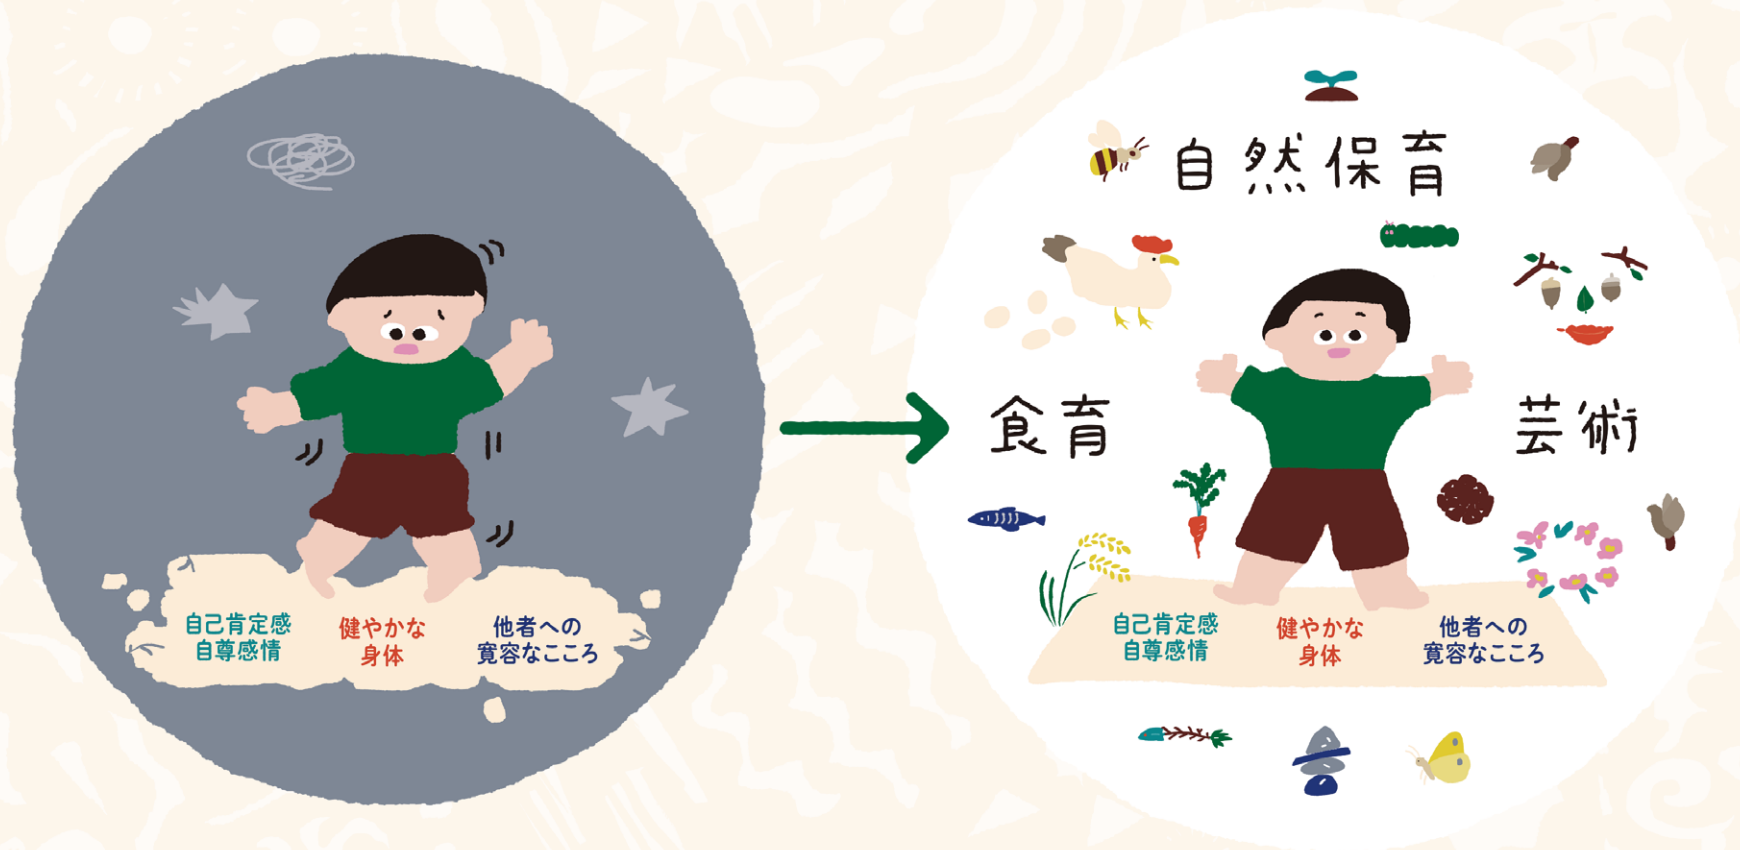 自己肯定感
自尊感情
健やかな
身体
他者への
寛容なこころ
自然保育
食育
芸術
自己肯定感
自尊感情
健やかな
身体
他者への
寛容なこころ